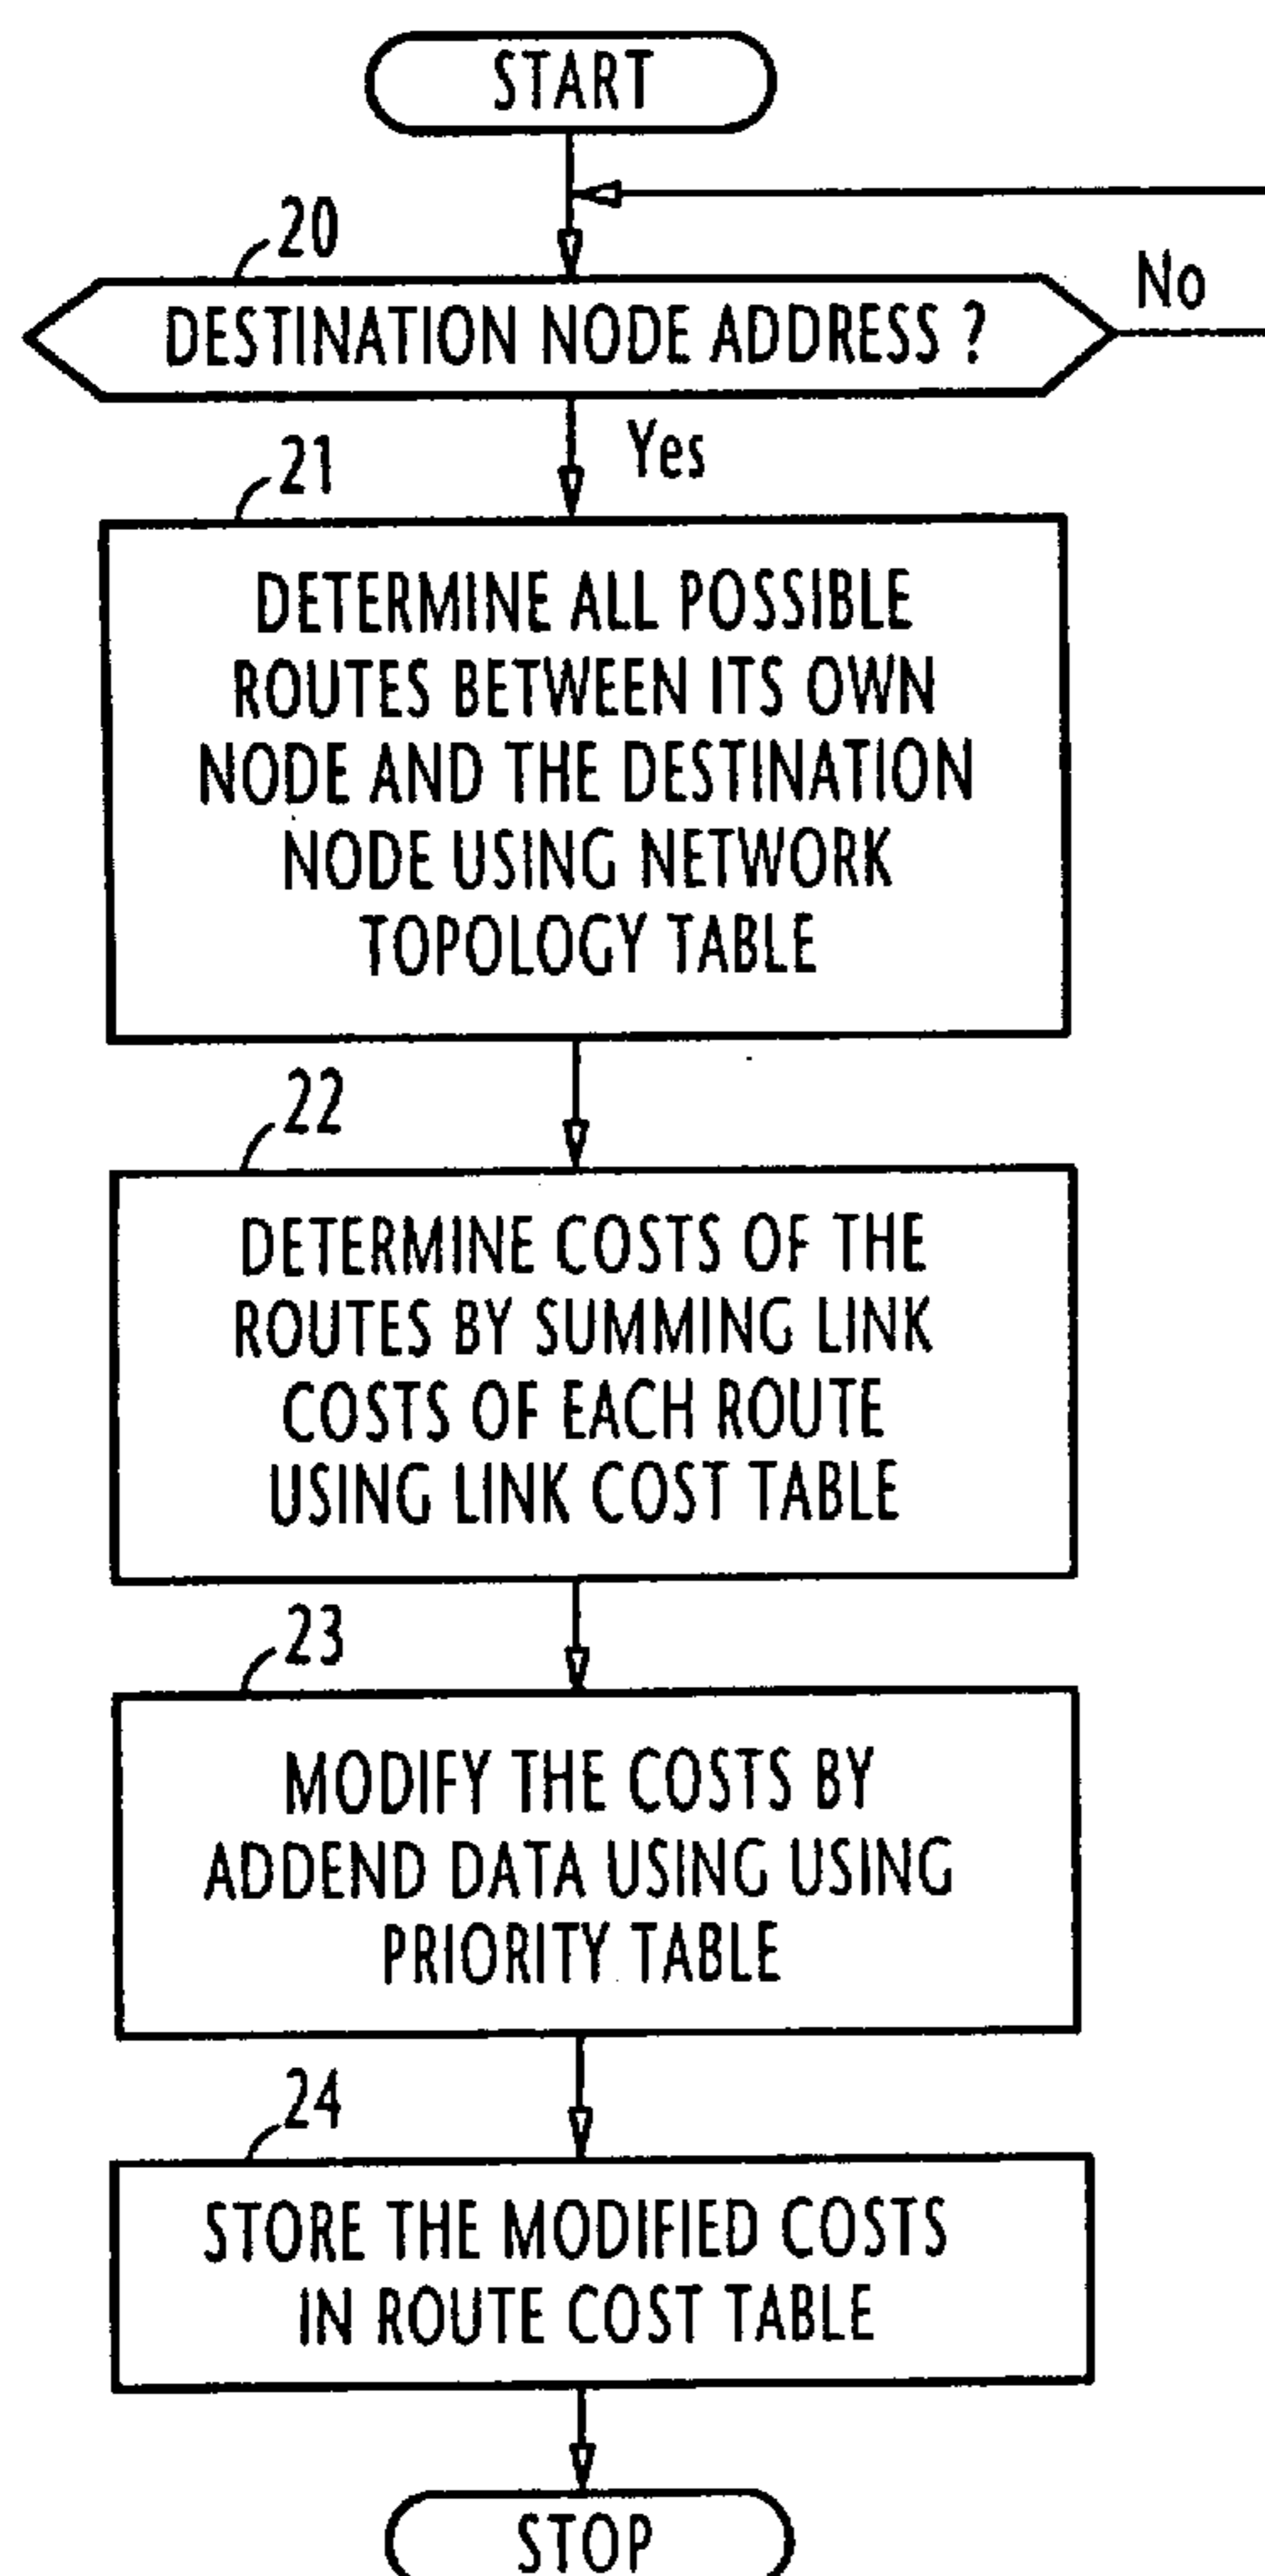 START
20
DESTINATION NODE ADDRESS ?
No
Yes
21
DETERMINE ALL POSSIBLE
ROUTES BETWEEN ITS OWN
NODE AND THE DESTINATION
NODE USING NETWORK
TOPOLOGY TABLE
22
DETERMINE COSTS OF THE
ROUTES BY SUMMING LINK
COSTS OF EACH ROUTE
USING LINK COST TABLE
23
MODIFY THE COSTS BY
ADDEND DATA USING USING
PRIORITY TABLE
24
STORE THE MODIFIED COSTS
IN ROUTE COST TABLE
STOP